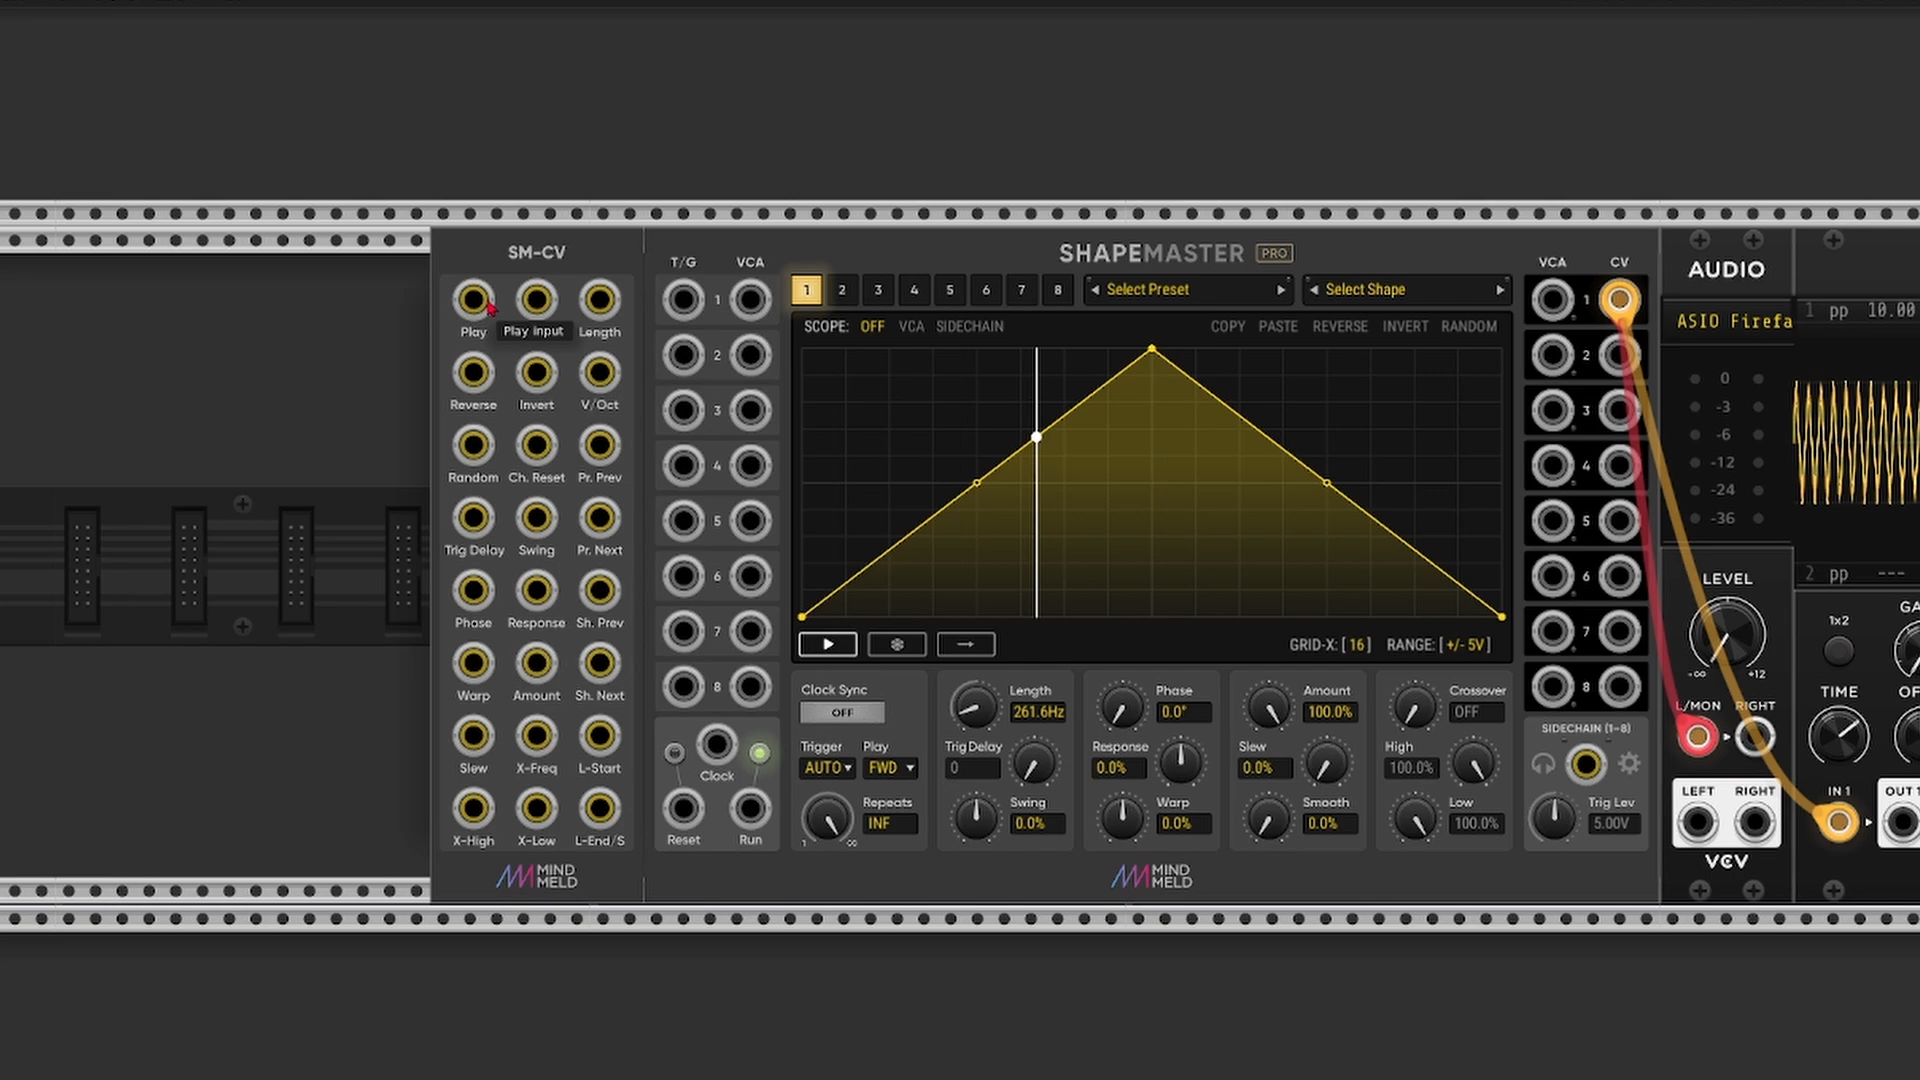 SM-CV
Play
Play input
Length
Reverse
Invert
V/Oct
Random
Ch. Reset
Pr. Prev
Trig Delay
Swing
Pr. Next
Phase
Response
Sh. Prev
Warp
Amount
Sh. Next
Slew
X-Freq
L-Start
X-High
X-Low
L-End/S
MIND
MELD
T/G
VCA
1
2
3
4
5
6
7
8
Clock
Reset
Run
SHAPEMASTER PRO
1 2 3 4 5 6 7 8
Select Preset
Select Shape
SCOPE: OFF VCA SIDECHAIN
COPY PASTE REVERSE INVERT RANDOM
GRID-X: [ 16 ] RANGE: [ +/- 5V ]
Clock Sync
OFF
Trigger
AUTO
Play
FWD
Repeats
INF
1 ∞
Length
261.6Hz
Trig Delay
0
Swing
0.0%
Phase
0.0°
Response
0.0%
Warp
0.0%
Amount
100.0%
Slew
0.0%
Smooth
0.0%
Crossover
OFF
High
100.0%
Low
100.0%
MIND
MELD
VCA
CV
1
2
3
4
5
6
7
8
SIDECHAIN (1-8)
Trig Lev
5.00V
AUDIO
ASIO Firefa
0
-3
-6
-12
-24
-36
LEVEL
-∞ +12
L/MON RIGHT
LEFT RIGHT
VCV
1 pp 10.00
2 pp ---
1x2
TIME
IN 1
OUT 1